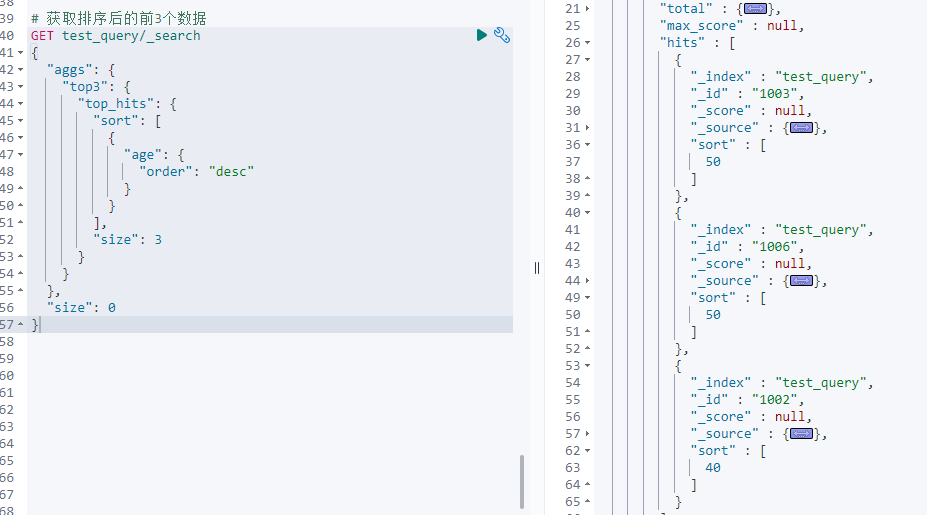 38
39 # 获取排序后的前3个数据
40 GET test_query/_search
41 {
42 "aggs": {
43 "top3": {
44 "top_hits": {
45 "sort": [
46 {
47 "age": {
48 "order": "desc"
49 }
50 }
51 ],
52 "size": 3
53 }
54 }
55 },
56 "size": 0
57 }
58
59
60
61
62
63
64
65
66
67
68
21 "total" : {},
25 "max_score" : null,
26 "hits" : [
27 {
28 "_index" : "test_query",
29 "_id" : "1003",
30 "_score" : null,
31 "_source" : {},
36 "sort" : [
37 50
38 ]
39 },
40 {
41 "_index" : "test_query",
42 "_id" : "1006",
43 "_score" : null,
44 "_source" : {},
49 "sort" : [
50 50
51 ]
52 },
53 {
54 "_index" : "test_query",
55 "_id" : "1002",
56 "_score" : null,
57 "_source" : {},
62 "sort" : [
63 40
64 ]
65 }